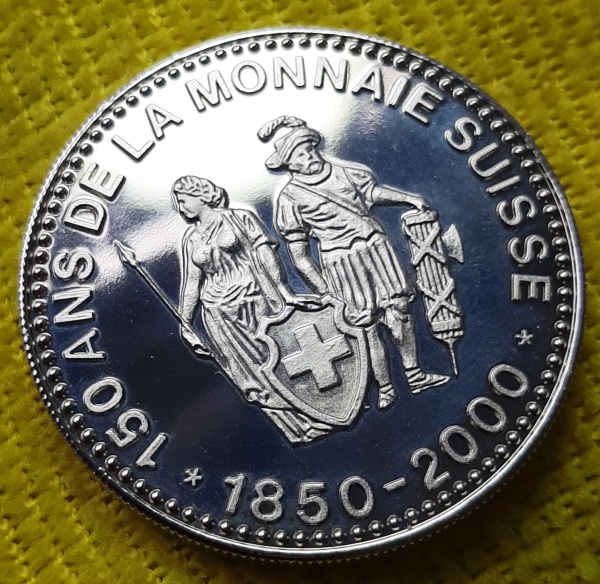 150 ANS DE LA MONNAIE SUISSE
* 1850-2000 *